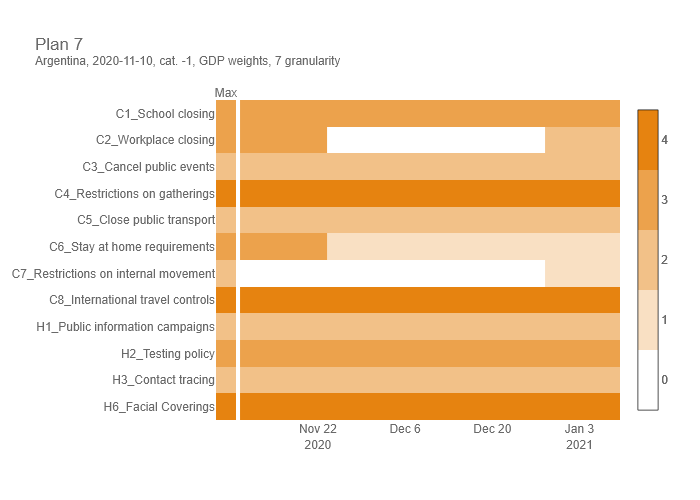 Plan 7
Argentina, 2020-11-10, cat. -1, GDP weights, 7 granularity
Max
C1_School closing
C2_Workplace closing
C3_Cancel public events
C4_Restrictions on gatherings
C5_Close public transport
C6_Stay at home requirements
C7_Restrictions on internal movement
C8_International travel controls
H1_Public information campaigns
H2_Testing policy
H3_Contact tracing
H6_Facial Coverings
Nov 22
2020
Dec 6
Dec 20
Jan 3
2021
4
3
2
1
0